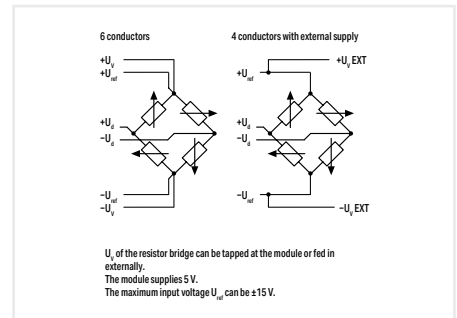 6 conductors
4 conductors with external supply
+Uv
+Uref
+Ud
−Ud
−Uref
−Uv
+Uv EXT
+Uref
+Ud
−Ud
−Uref
−Uv EXT
Uv of the resistor bridge can be tapped at the module or fed in
externally.
The module supplies 5 V.
The maximum input voltage Uref can be ±15 V.